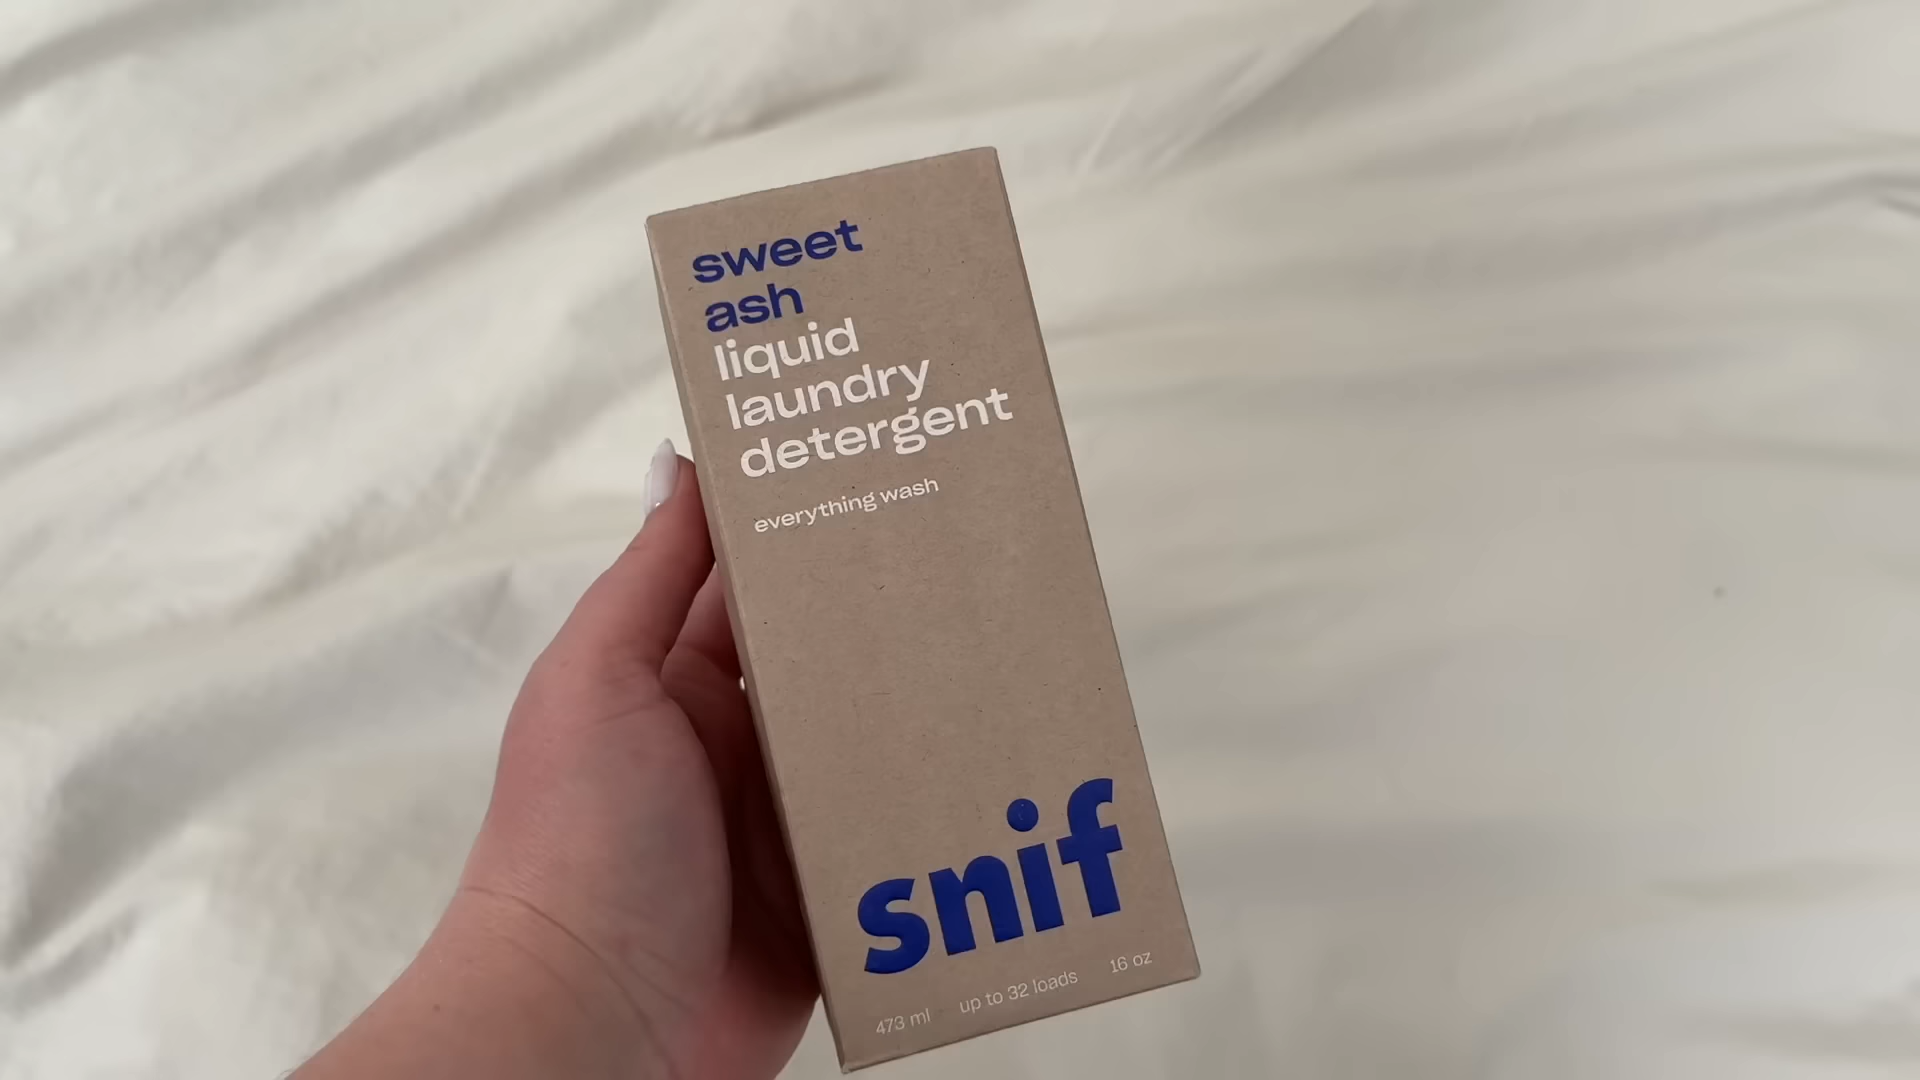 sweet
ash
liquid
laundry
detergent
everything wash
snif
473 ml up to 32 loads 16 oz